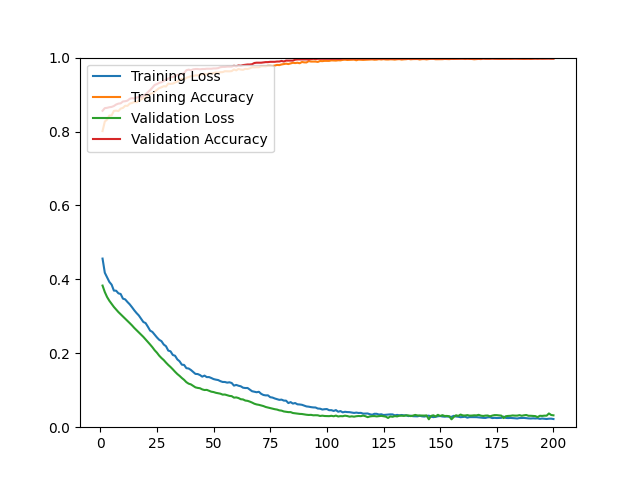 1.0
0.8
0.6
0.4
0.2
0.0
Training Loss
Training Accuracy
Validation Loss
Validation Accuracy
0 25 50 75 100 125 150 175 200